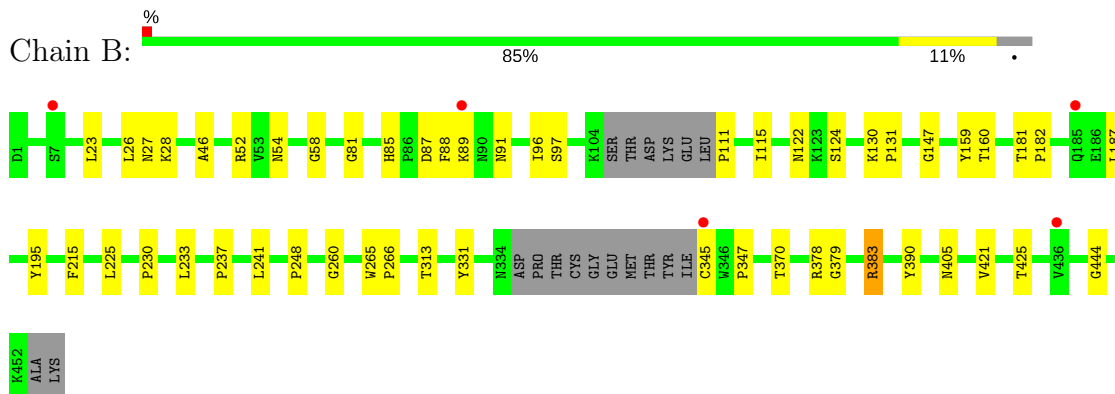 %
Chain B:
85% 11% •
D1 S7 L23 L26 N27 K28 A46 R52 V53 N54 G58 G81 H85 P86 D87 F88 K89 N90 N91 I96 S97 K104 SER THR ASP LYS GLU LEU P111 I115 N122 K123 S124 K130 P131 G147 Y159 T160 T181 P182 Q185 E186 L187
Y195 F215 L225 P230 L233 P237 L241 P248 G260 W265 P266 T313 Y331 N334 ASP PRO THR CYS GLY GLU MET THR TYR ILE C345 W346 P347 T370 R378 G379 R383 Y390 N405 V421 T425 V436 G444
K452 ALA LYS